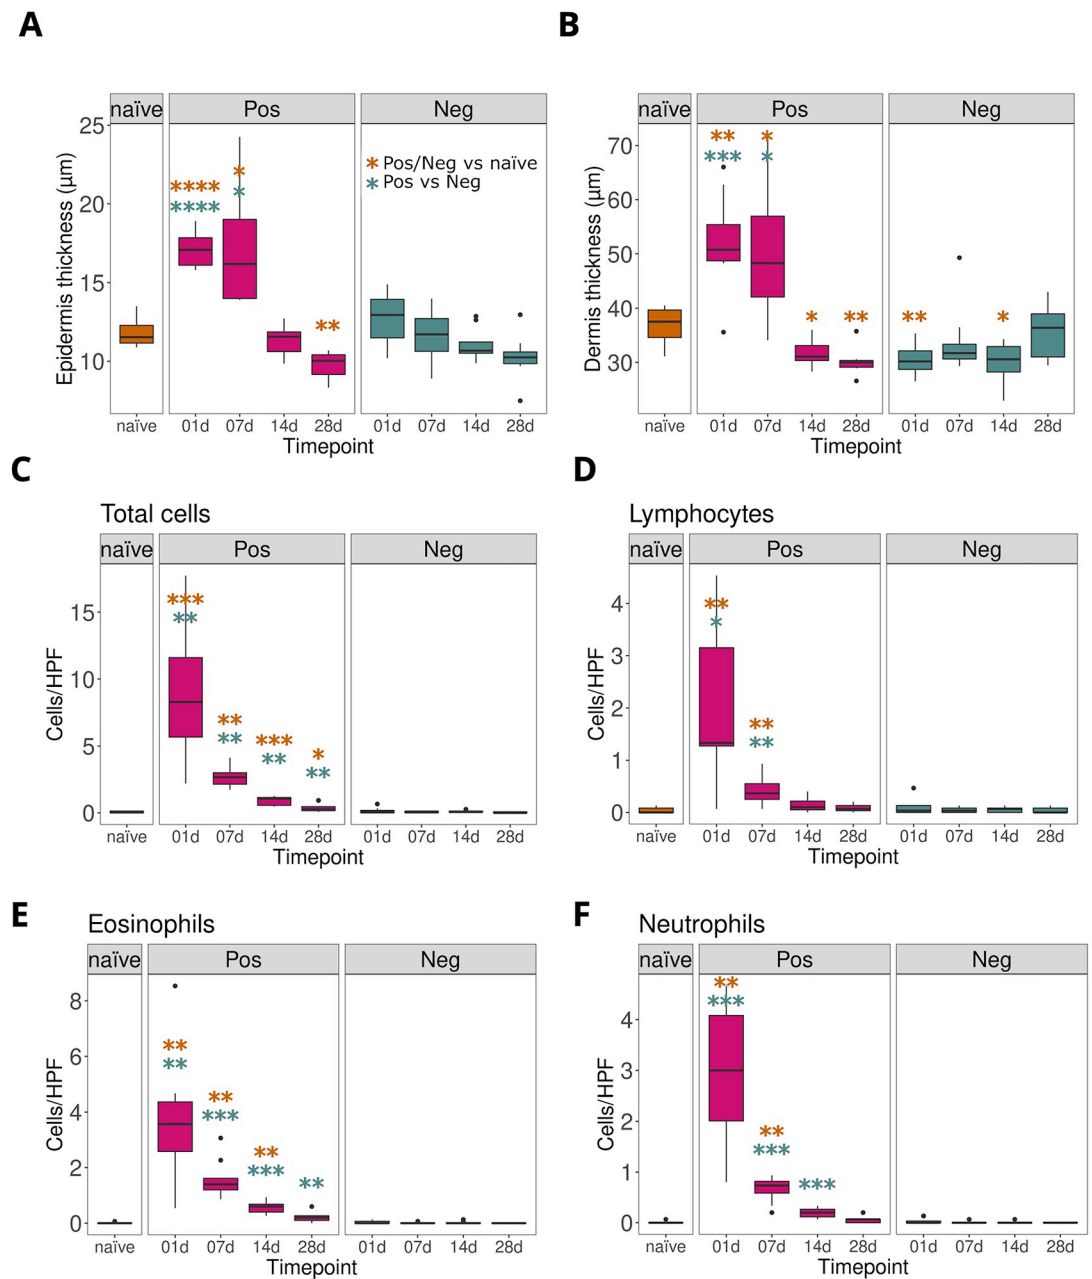 A
B
naïve Pos Neg
naïve Pos Neg
Epidermis thickness (µm)
25
20
15
10
**** 
****
*
*
**
* Pos/Neg vs naïve
* Pos vs Neg
naïve 01d 07d 14d 28d 01d 07d 14d 28d
Timepoint
Dermis thickness (µm)
70
60
50
40
30
**
***
*
*
*
**
**
*
naïve 01d 07d 14d 28d 01d 07d 14d 28d
Timepoint
C
D
Total cells
naïve Pos Neg
Cells/HPF
15
10
5
0
***
**
**
**
***
**
*
**
naïve 01d 07d 14d 28d 01d 07d 14d 28d
Timepoint
Lymphocytes
naïve Pos Neg
Cells/HPF
4
3
2
1
0
**
*
**
**
naïve 01d 07d 14d 28d 01d 07d 14d 28d
Timepoint
E
F
Eosinophils
naïve Pos Neg
Cells/HPF
8
6
4
2
0
**
**
**
***
**
***
**
naïve 01d 07d 14d 28d 01d 07d 14d 28d
Timepoint
Neutrophils
naïve Pos Neg
Cells/HPF
4
3
2
1
0
**
***
**
***
***
naïve 01d 07d 14d 28d 01d 07d 14d 28d
Timepoint